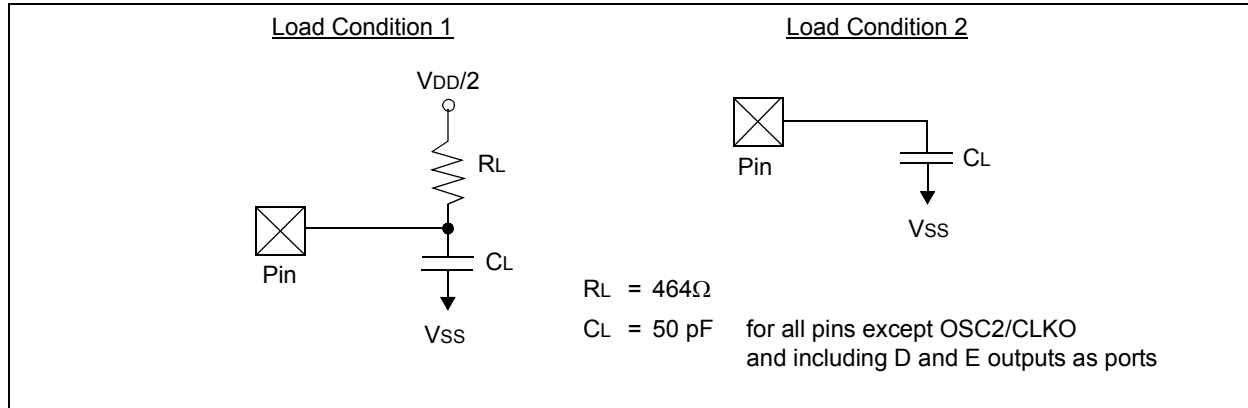 Load Condition 1
VDD/2
RL
Pin
CL
VSS
Load Condition 2
Pin
CL
VSS
RL = 464Ω
CL = 50 pF for all pins except OSC2/CLKO
and including D and E outputs as ports